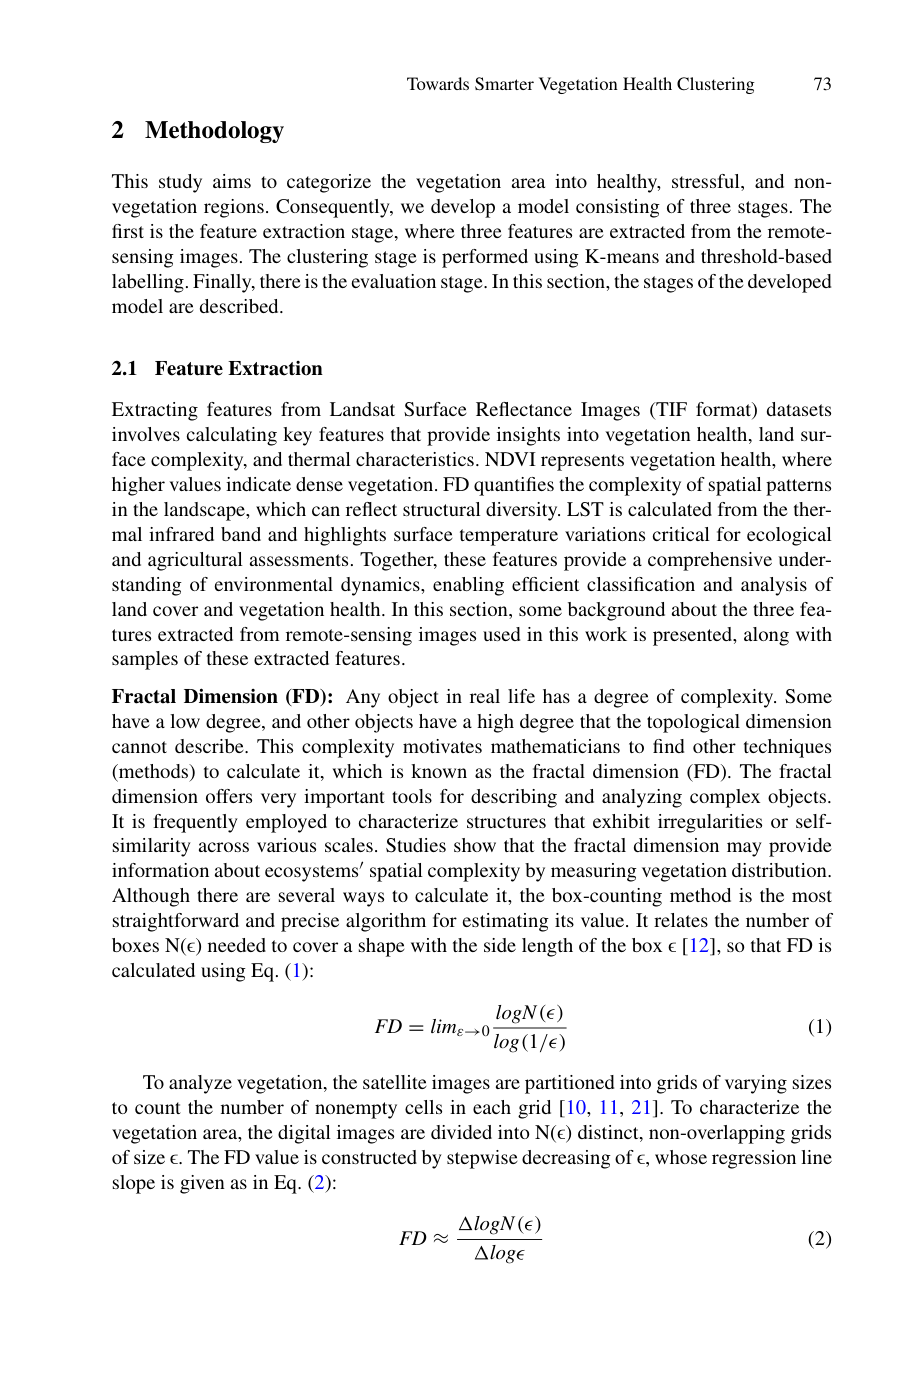 Towards Smarter Vegetation Health Clustering 73
2 Methodology
This study aims to categorize the vegetation area into healthy, stressful, and non-
vegetation regions. Consequently, we develop a model consisting of three stages. The
first is the feature extraction stage, where three features are extracted from the remote-
sensing images. The clustering stage is performed using K-means and threshold-based
labelling. Finally, there is the evaluation stage. In this section, the stages of the developed
model are described.
2.1 Feature Extraction
Extracting features from Landsat Surface Reflectance Images (TIF format) datasets
involves calculating key features that provide insights into vegetation health, land sur-
face complexity, and thermal characteristics. NDVI represents vegetation health, where
higher values indicate dense vegetation. FD quantifies the complexity of spatial patterns
in the landscape, which can reflect structural diversity. LST is calculated from the ther-
mal infrared band and highlights surface temperature variations critical for ecological
and agricultural assessments. Together, these features provide a comprehensive under-
standing of environmental dynamics, enabling efficient classification and analysis of
land cover and vegetation health. In this section, some background about the three fea-
tures extracted from remote-sensing images used in this work is presented, along with
samples of these extracted features.
Fractal Dimension (FD): Any object in real life has a degree of complexity. Some
have a low degree, and other objects have a high degree that the topological dimension
cannot describe. This complexity motivates mathematicians to find other techniques
(methods) to calculate it, which is known as the fractal dimension (FD). The fractal
dimension offers very important tools for describing and analyzing complex objects.
It is frequently employed to characterize structures that exhibit irregularities or self-
similarity across various scales. Studies show that the fractal dimension may provide
information about ecosystems′ spatial complexity by measuring vegetation distribution.
Although there are several ways to calculate it, the box-counting method is the most
straightforward and precise algorithm for estimating its value. It relates the number of
boxes N(ϵ) needed to cover a shape with the side length of the box ϵ [12], so that FD is
calculated using Eq. (1):
FD = lim ε→0 logN(ϵ) / log(1/ϵ) (1)
To analyze vegetation, the satellite images are partitioned into grids of varying sizes
to count the number of nonempty cells in each grid [10, 11, 21]. To characterize the
vegetation area, the digital images are divided into N(ϵ) distinct, non-overlapping grids
of size ϵ. The FD value is constructed by stepwise decreasing of ϵ, whose regression line
slope is given as in Eq. (2):
FD ≈ ΔlogN(ϵ) / Δlogϵ (2)